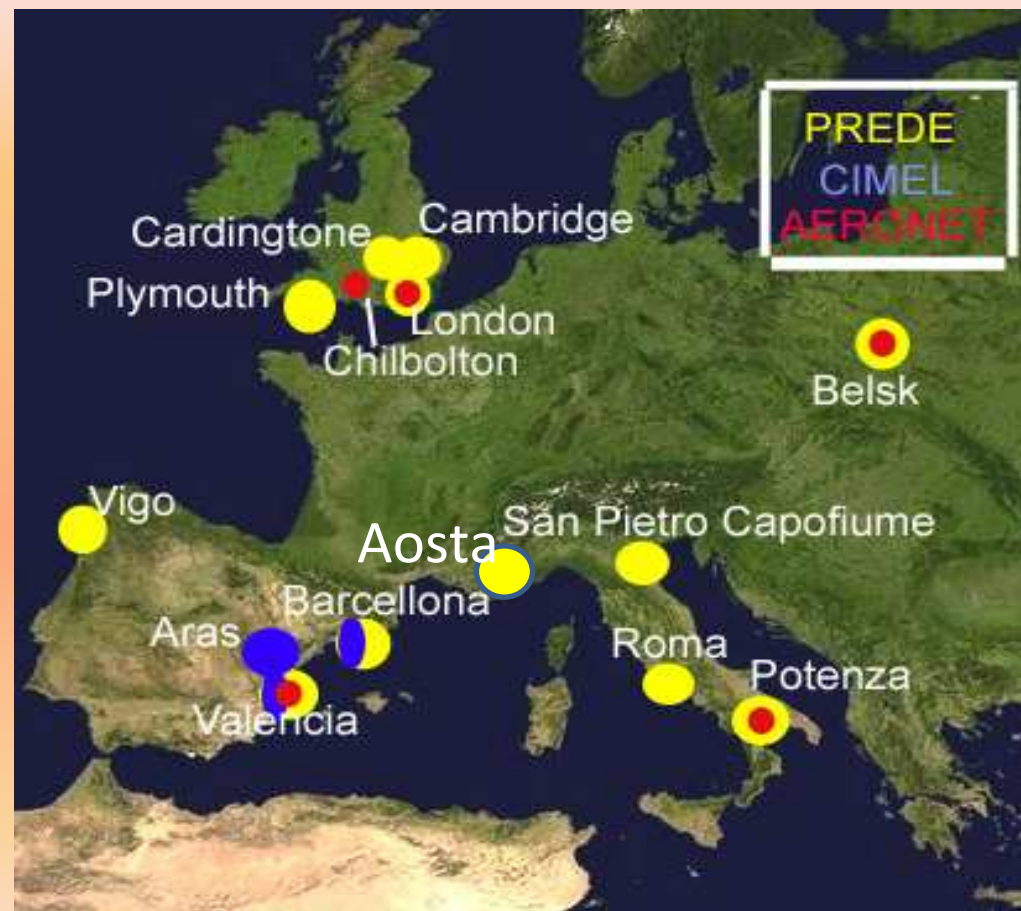 PREDE
CIMEL
AERONET
Cardingtone
Cambridge
Plymouth
London
Chilbolton
Belsk
Vigo
San Pietro Capofiume
Aosta
Barcellona
Aras
Roma
Potenza
Valencia